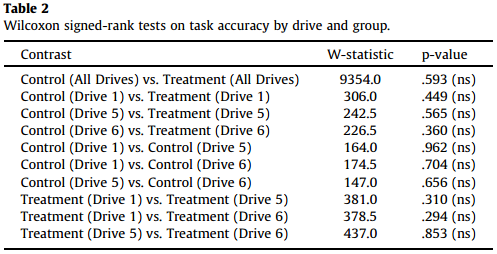 Table 2
Wilcoxon signed-rank tests on task accuracy by drive and group.
Contrast W-statistic p-value
Control (All Drives) vs. Treatment (All Drives) 9354.0 .593 (ns)
Control (Drive 1) vs. Treatment (Drive 1) 306.0 .449 (ns)
Control (Drive 5) vs. Treatment (Drive 5) 242.5 .565 (ns)
Control (Drive 6) vs. Treatment (Drive 6) 226.5 .360 (ns)
Control (Drive 1) vs. Control (Drive 5) 164.0 .962 (ns)
Control (Drive 1) vs. Control (Drive 6) 174.5 .704 (ns)
Control (Drive 5) vs. Control (Drive 6) 147.0 .656 (ns)
Treatment (Drive 1) vs. Treatment (Drive 5) 381.0 .310 (ns)
Treatment (Drive 1) vs. Treatment (Drive 6) 378.5 .294 (ns)
Treatment (Drive 5) vs. Treatment (Drive 6) 437.0 .853 (ns)